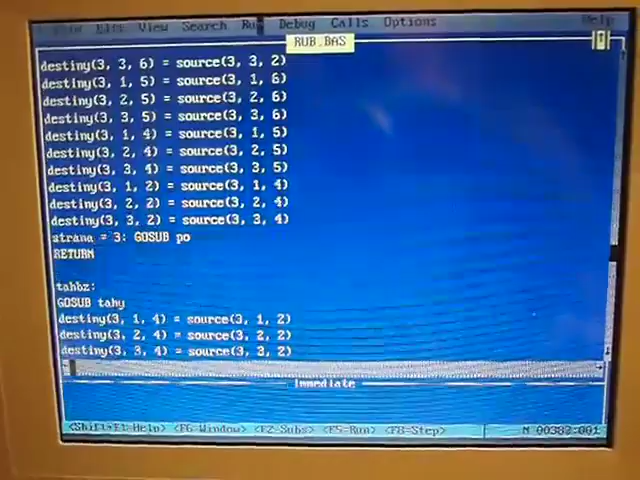 View Search Debug Calls Options Help
RUB.BAS
destiny(3, 3, 6) = source(3, 3, 2)
destiny(3, 1, 5) = source(3, 1, 6)
destiny(3, 2, 5) = source(3, 2, 6)
destiny(3, 3, 5) = source(3, 3, 6)
destiny(3, 1, 4) = source(3, 1, 5)
destiny(3, 2, 4) = source(3, 2, 5)
destiny(3, 3, 4) = source(3, 3, 5)
destiny(3, 1, 2) = source(3, 1, 4)
destiny(3, 2, 2) = source(3, 2, 4)
destiny(3, 3, 2) = source(3, 3, 4)
strana = 3: GOSUB po
RETURN
tahbz:
GOSUB tahy
destiny(3, 1, 4) = source(3, 1, 2)
destiny(3, 2, 4) = source(3, 2, 2)
destiny(3, 3, 4) = source(3, 3, 2)
Immediate
<Shift+F1=Help> <F6=Window> <F2=Subs> <F5=Run> <F8=Step> N 00382:001